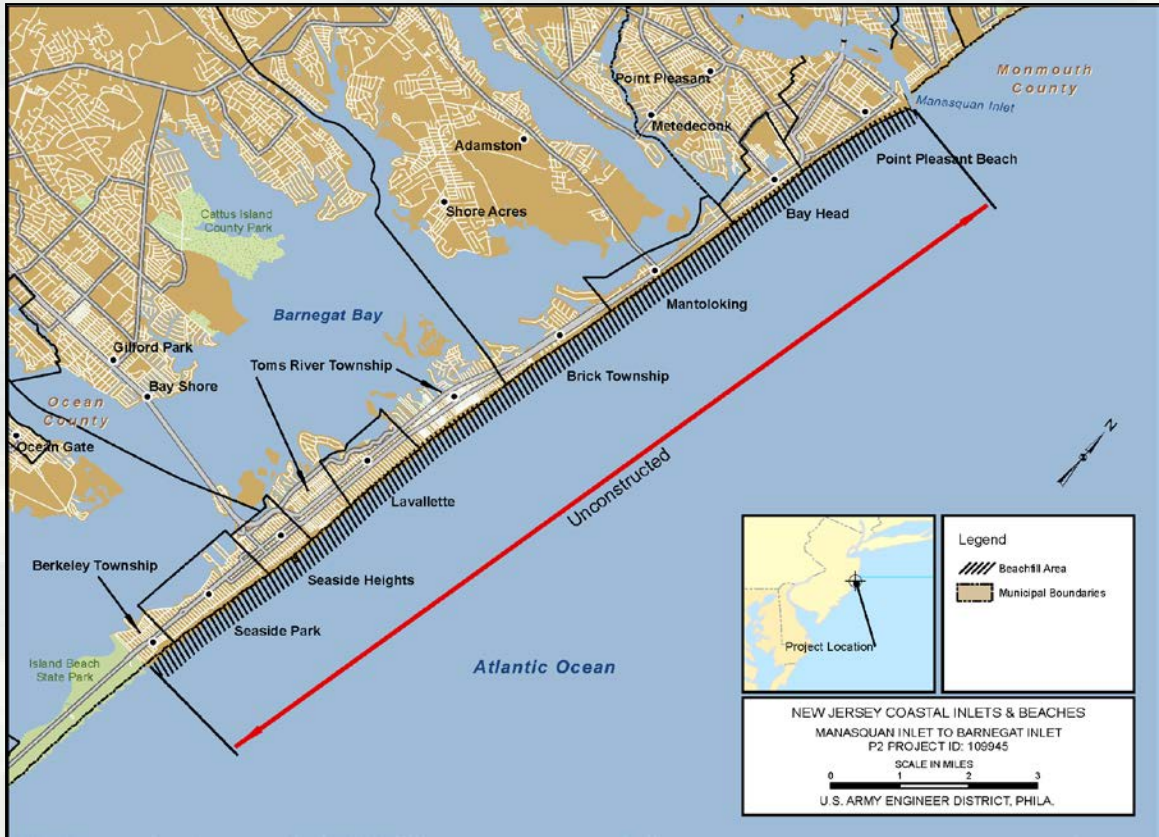 Monmouth
County
Manasquan Inlet
Point Pleasant
Metedeconk
Adamston
Point Pleasant Beach
Shore Acres
Bay Head
Cattus Island
County Park
Mantoloking
Barnegat Bay
Gilford Park
Toms River Township
Brick Township
Bay Shore
Ocean
County
Ocean Gate
Lavallette
Unconstructed
N
Berkeley Township
Seaside Heights
Seaside Park
Island Beach
State Park
Atlantic Ocean
Project Location
Legend
Beachfill Area
Municipal Boundaries
NEW JERSEY COASTAL INLETS & BEACHES
MANASQUAN INLET TO BARNEGAT INLET
P2 PROJECT ID: 109945
SCALE IN MILES
0 1 2 3
U.S. ARMY ENGINEER DISTRICT, PHILA.